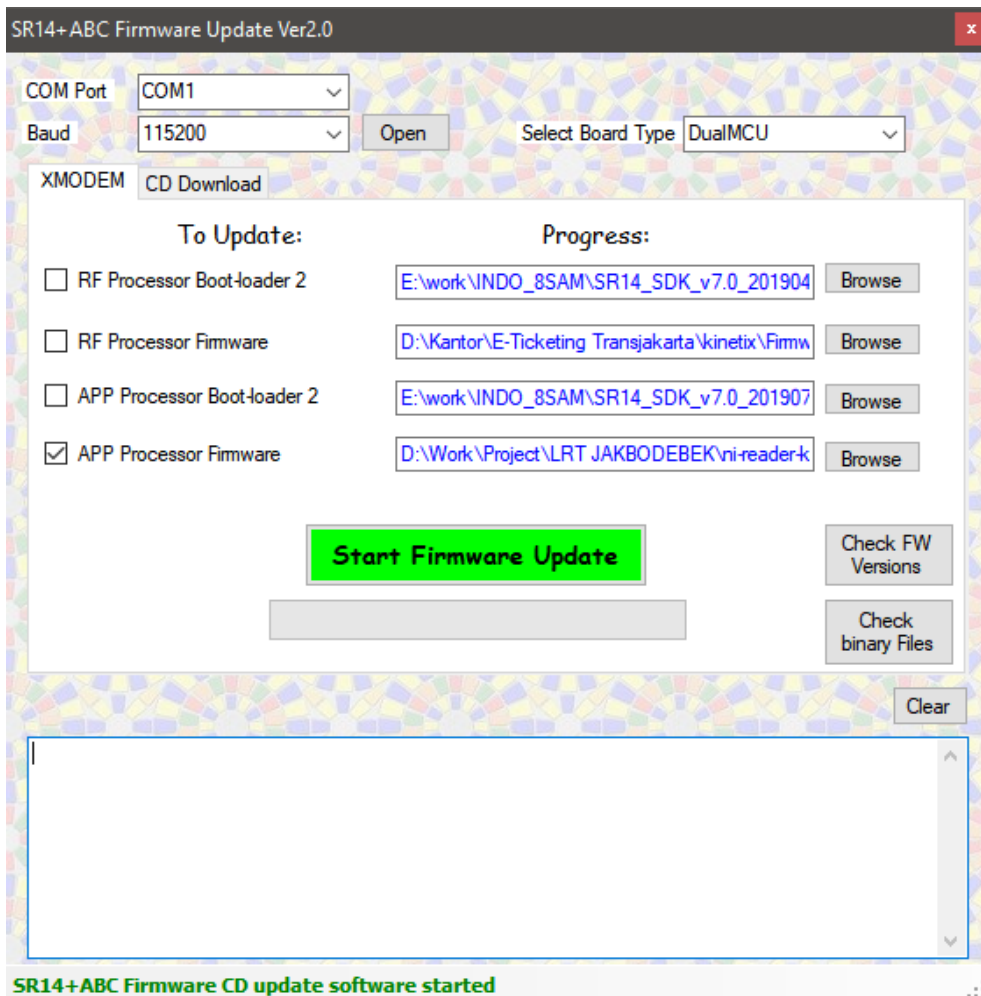 SR14+ABC Firmware Update Ver2.0
x
COM Port COM1
Baud 115200 Open Select Board Type DualMCU
XMODEM CD Download
To Update: Progress:
RF Processor Boot-loader 2 E:\work\INDO_8SAM\SR14_SDK_v7.0_201904 Browse
RF Processor Firmware D:\Kantor\E-Ticketing Transjakarta\kinetix\Firmw Browse
APP Processor Boot-loader 2 E:\work\INDO_8SAM\SR14_SDK_v7.0_201907 Browse
APP Processor Firmware D:\Work\Project\LRT JAKBODEBEK\ni-reader-k Browse
Start Firmware Update
Check FW
Versions
Check
binary Files
Clear
SR14+ABC Firmware CD update software started